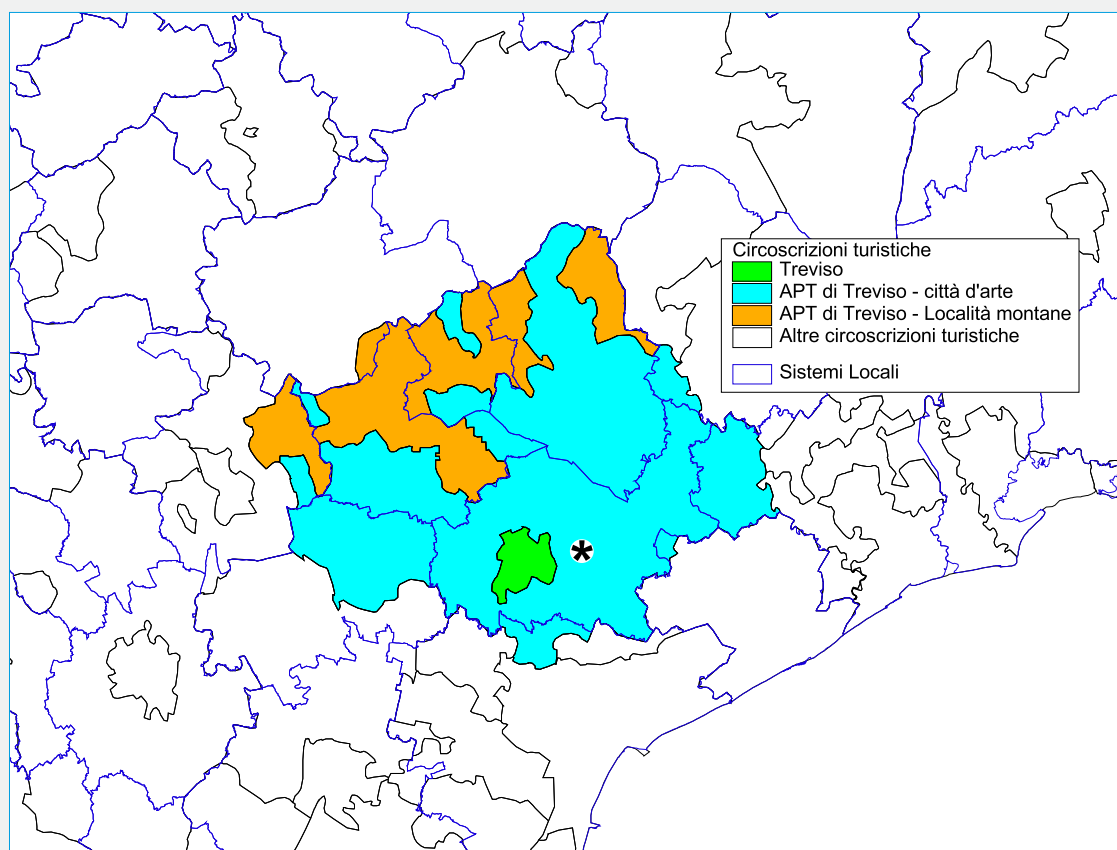 Circoscrizioni turistiche
Treviso
APT di Treviso - città d'arte
APT di Treviso - Località montane
Altre circoscrizioni turistiche
Sistemi Locali
*